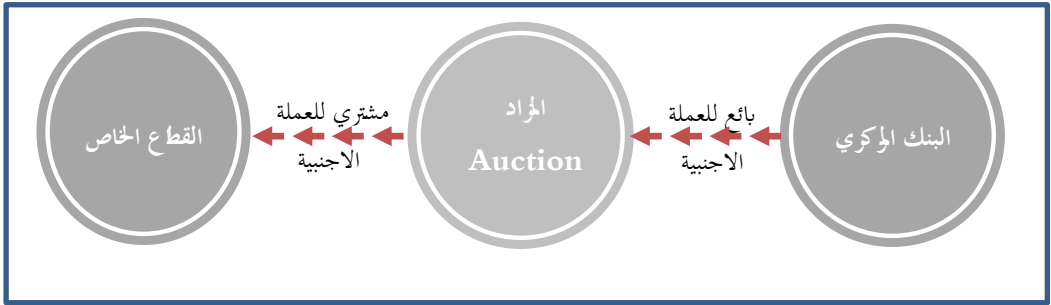 البنك المركزي
بائع للعملة
الاجنبية
المزاد
Auction
مشتري للعملة
الاجنبية
القطاع الخاص